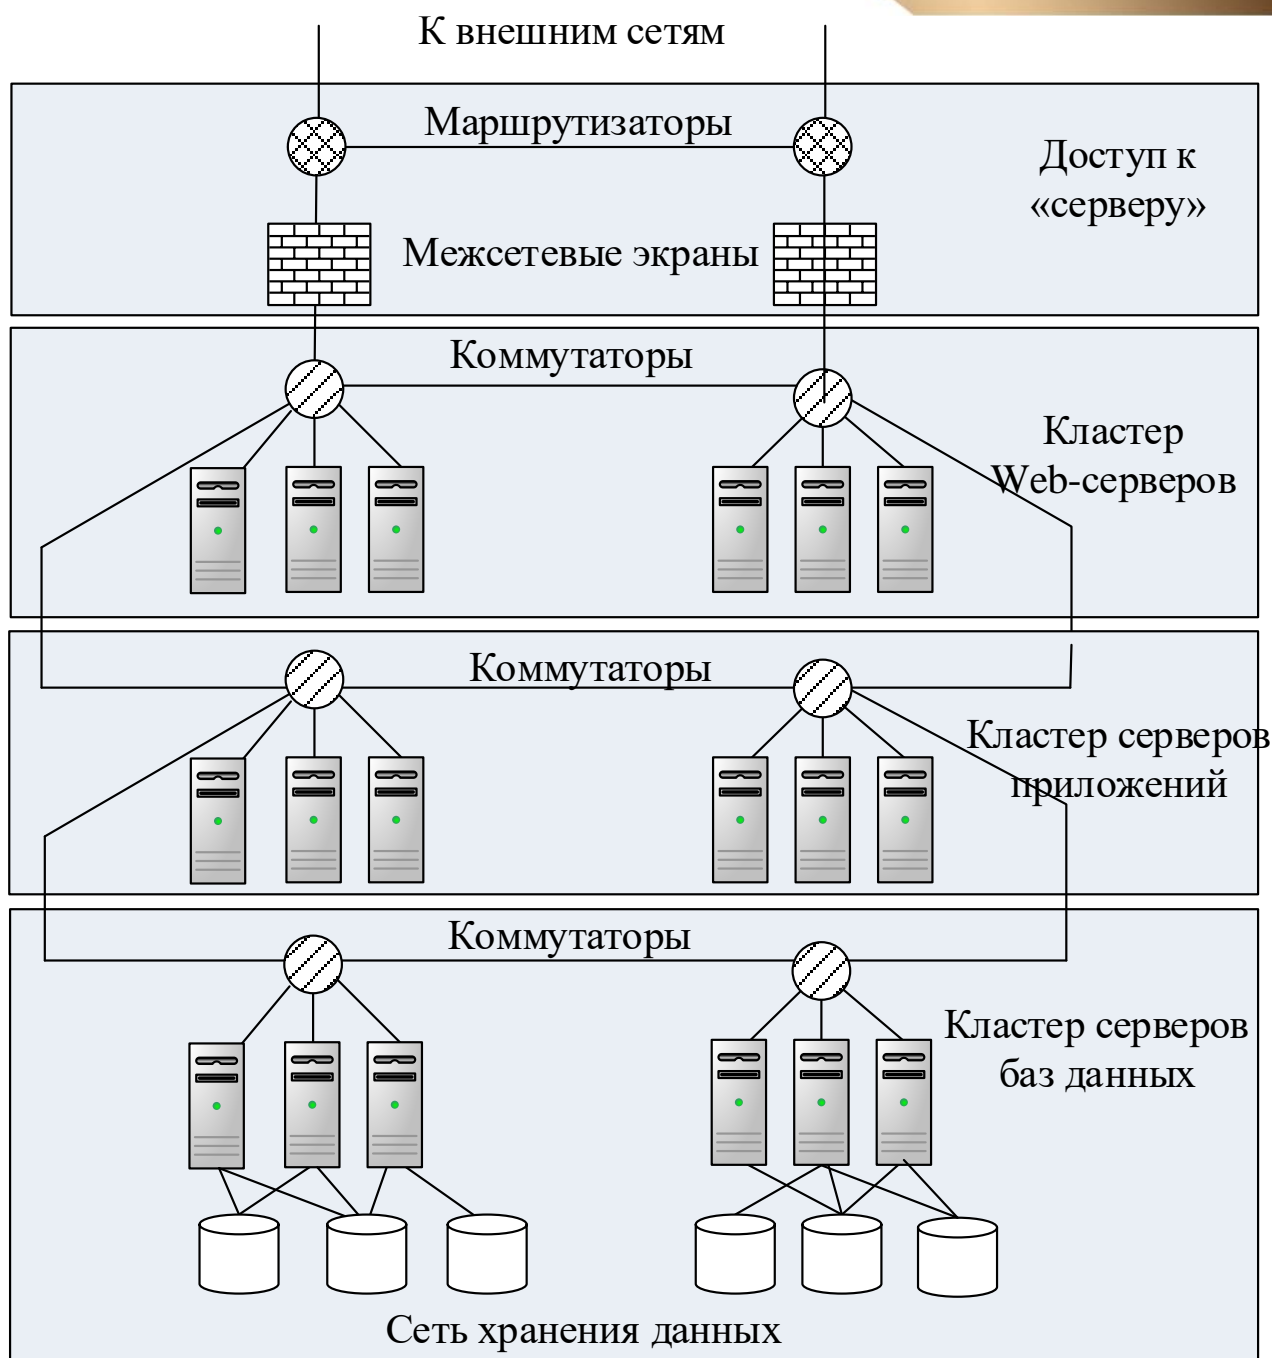 К внешним сетям
Маршрутизаторы
Доступ к
«серверу»
Межсетевые экраны
Коммутаторы
Кластер
Web-серверов
Коммутаторы
Кластер серверов
приложений
Коммутаторы
Кластер серверов
баз данных
Сеть хранения данных